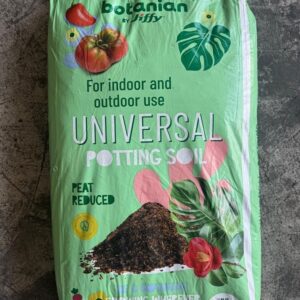 botanian
BY Jiffy
For indoor and
outdoor use
UNIVERSAL
POTTING SOIL
PEAT
REDUCED